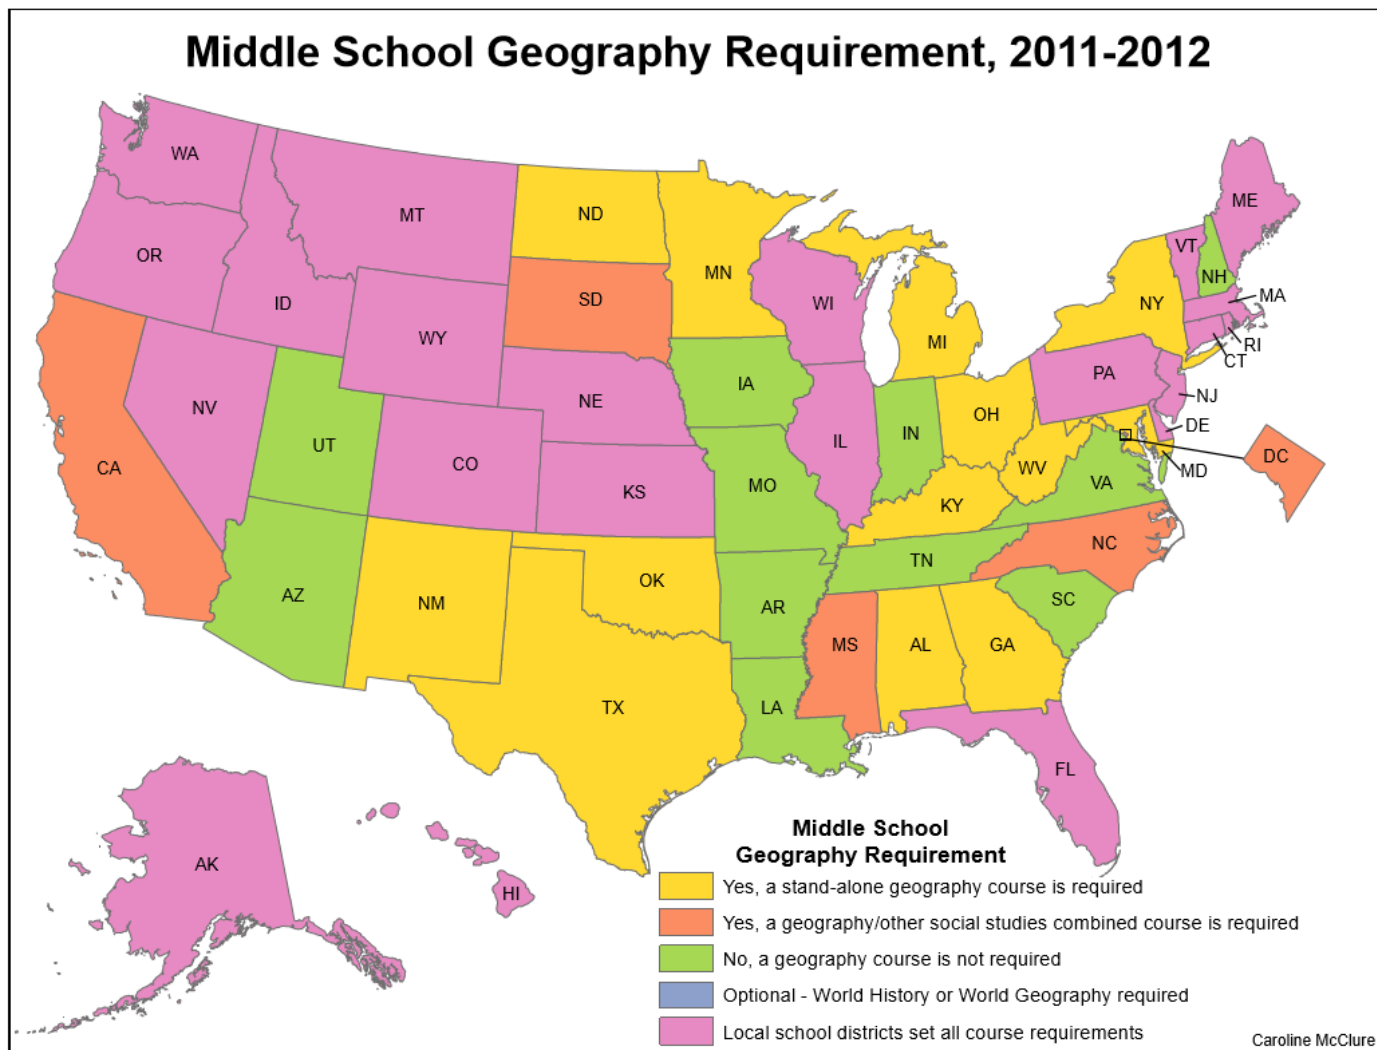 Middle School Geography Requirement, 2011-2012
WA
MT
ND
MN
ME
VT
NH
OR
ID
SD
WI
NY
MA
WY
MI
RI
CT
IA
PA
NE
NV
NJ
OH
IN
IL
DE
UT
CO
DC
CA
WV
MD
MO
VA
KS
KY
NC
TN
OK
AZ
NM
AR
SC
MS
AL
GA
TX
LA
FL
AK
HI
Middle School
Geography Requirement
Yes, a stand-alone geography course is required
Yes, a geography/other social studies combined course is required
No, a geography course is not required
Optional - World History or World Geography required
Local school districts set all course requirements
Caroline McClure